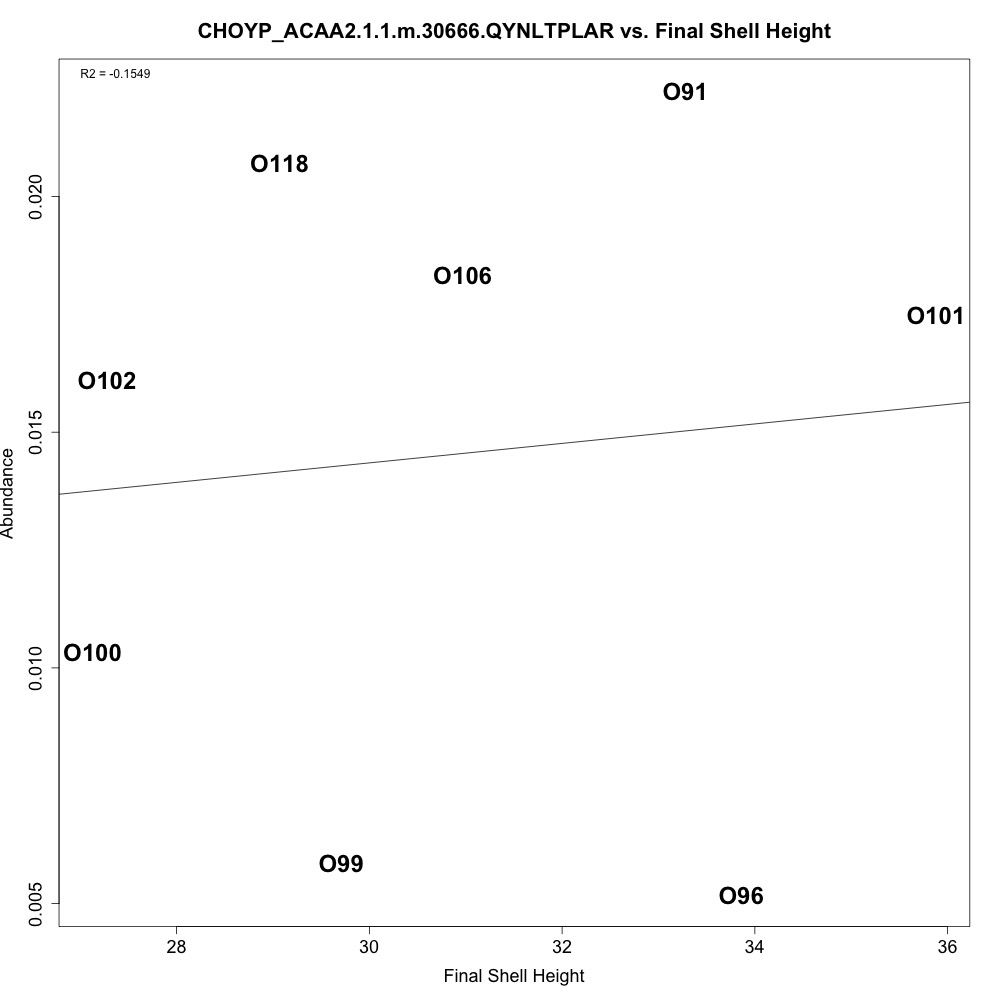 CHOYP_ACAA2.1.1.m.30666.QYNLTPLAR vs. Final Shell Height
R2 = -0.1549
O91
O118
O106
O101
O102
O100
O99
O96
Abundance
0.020
0.015
0.010
0.005
28 30 32 34 36
Final Shell Height